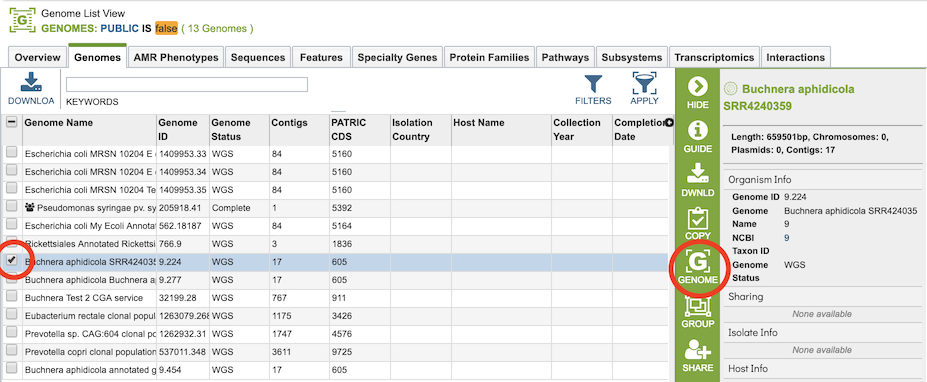 Genome List View
GENOMES: PUBLIC IS false ( 13 Genomes )
Overview Genomes AMR Phenotypes Sequences Features Specialty Genes Protein Families Pathways Subsystems Transcriptomics Interactions
DOWNLOA KEYWORDS FILTERS APPLY
Genome Name Genome ID Genome Status Contigs PATRIC CDS Isolation Country Host Name Collection Year Completion Date
Escherichia coli MRSN 10204 E 1409953.33 WGS 84 5160
Escherichia coli MRSN 10204 E 1409953.34 WGS 84 5160
Escherichia coli MRSN 10204 Te 1409953.35 WGS 84 5160
Pseudomonas syringae pv. sy 205918.41 Complete 1 5392
Escherichia coli My Ecoli Annotat 562.18187 WGS 54 5164
Rickettsiales Annotated Rickettsi 766.9 WGS 3 1836
Buchnera aphidicola SRR424035 9.224 WGS 17 605
Buchnera aphidicola Buchnera a 9.277 WGS 17 605
Buchnera Test 2 CGA service 32199.28 WGS 767 911
Eubacterium rectale clonal popul 1263079.268 WGS 1175 3426
Prevotella sp. CAG:604 clonal po 1262932.31 WGS 1747 4576
Prevotella copri clonal population 537011.348 WGS 3611 9725
Buchnera aphidicola annotated g 9.454 WGS 17 605
HIDE
GUIDE
DWNLD
COPY
GENOME
GROUP
SHARE
Buchnera aphidicola
SRR4240359
Length: 659501bp, Chromosomes: 0,
Plasmids: 0, Contigs: 17
Organism Info
Genome ID 9.224
Genome Name Buchnera aphidicola SRR4240359
NCBI Taxon ID 9
Genome Status WGS
Sharing
None available
Isolate Info
None available
Host Info